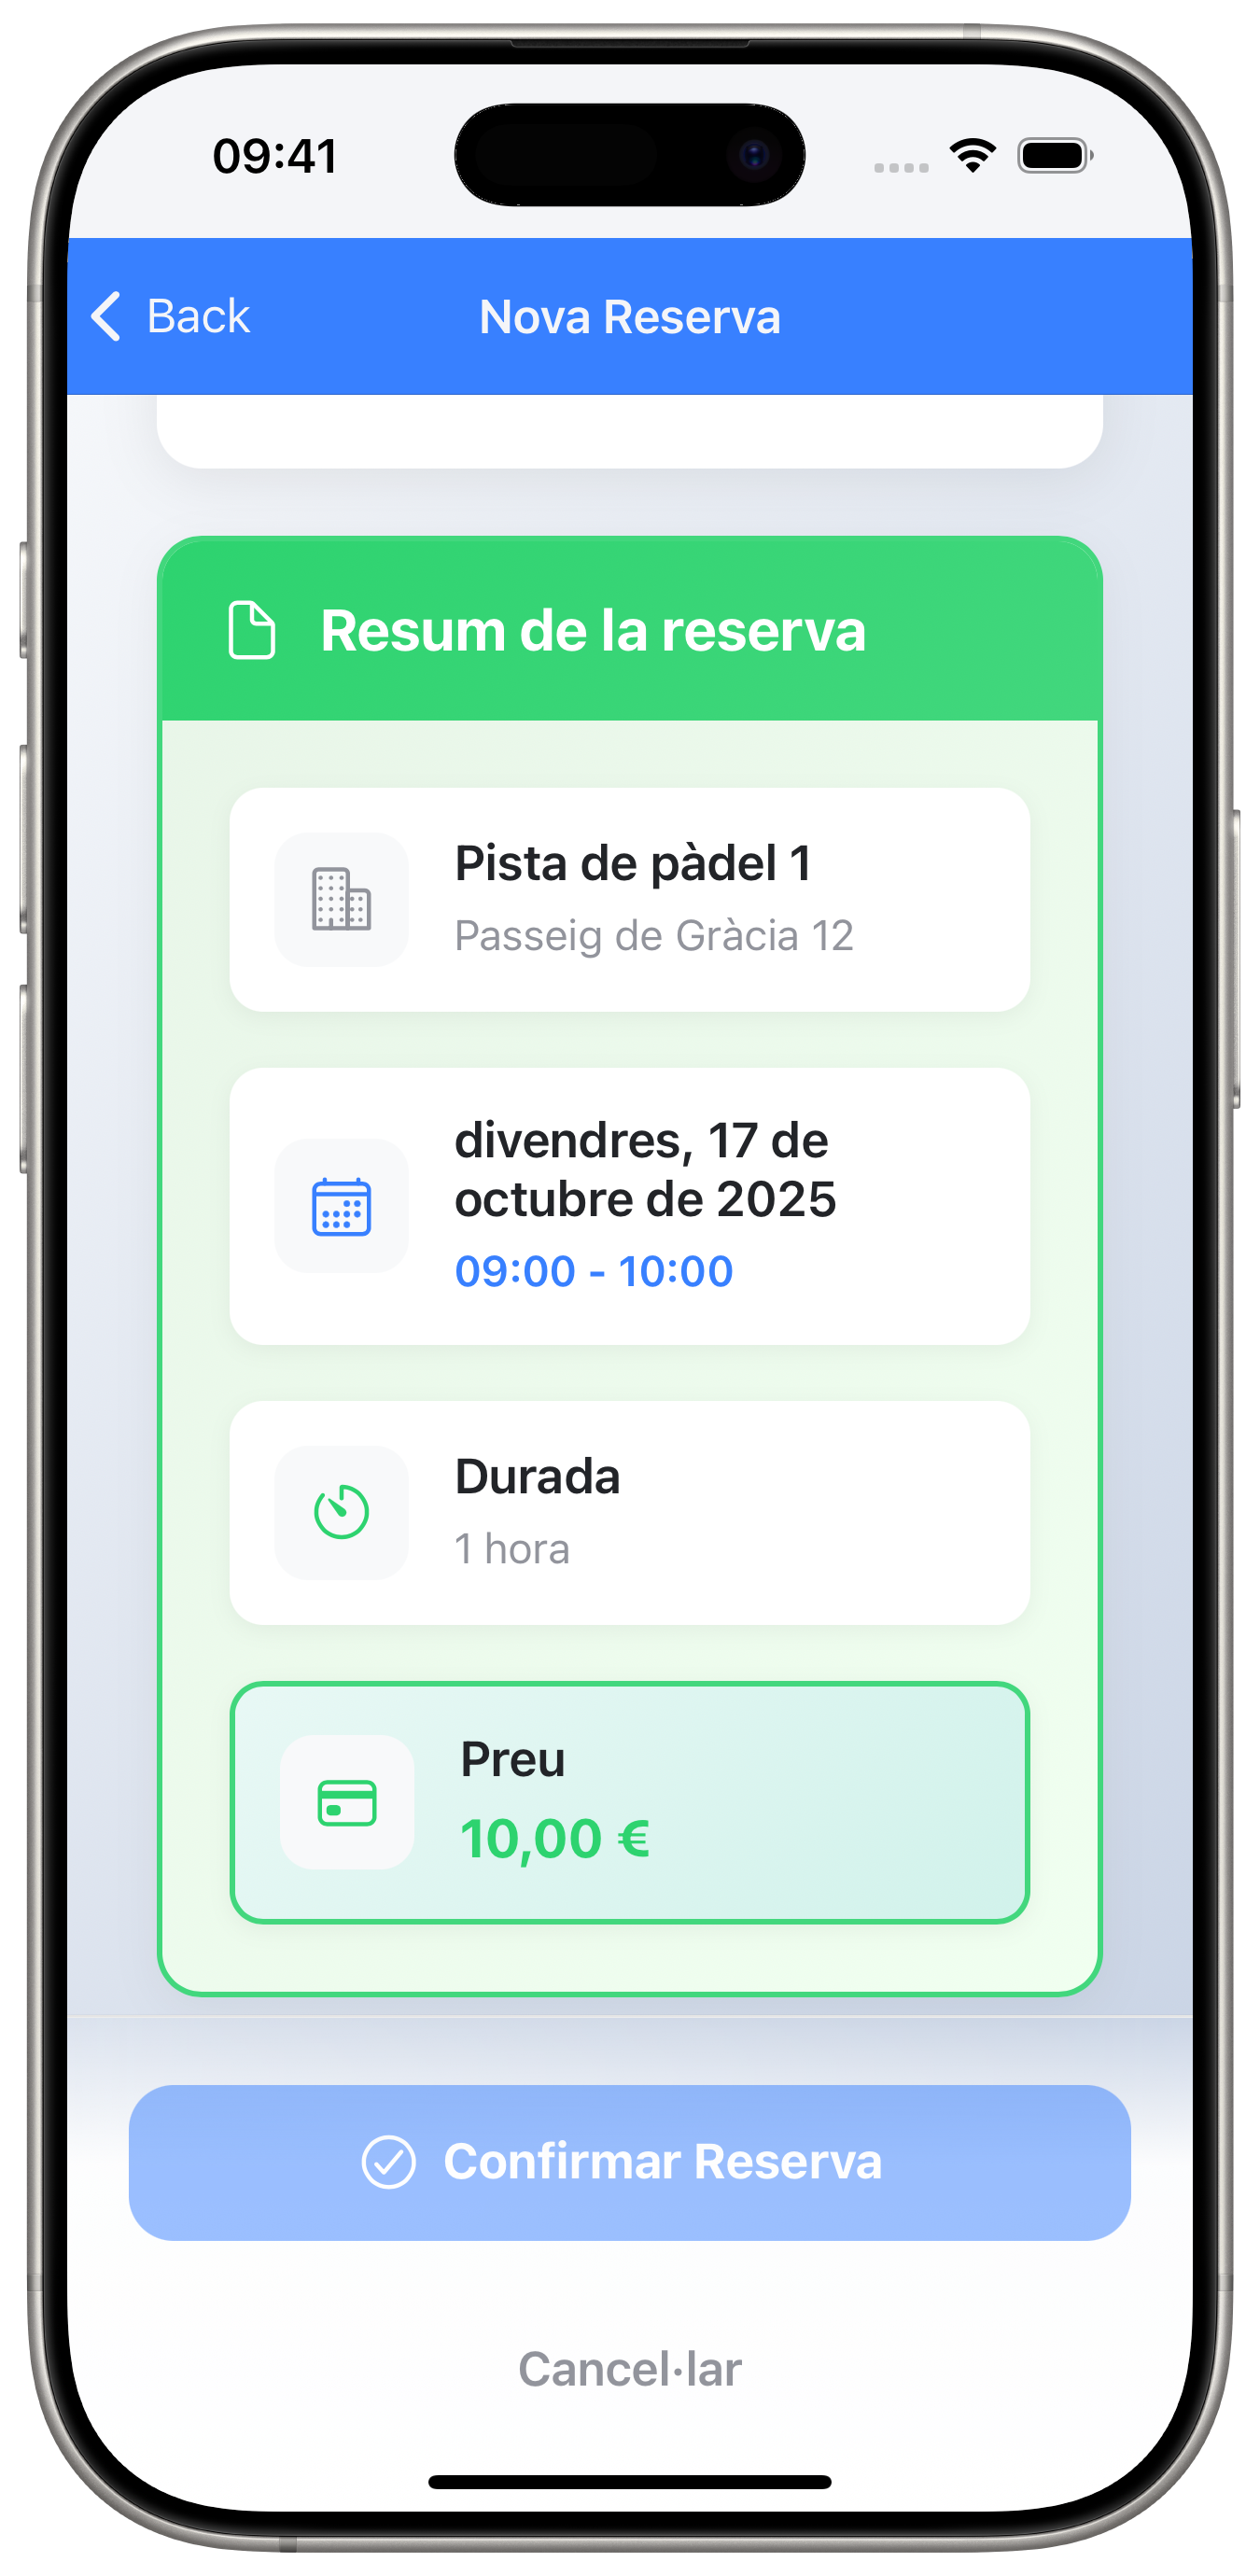 09:41
Back
Nova Reserva
Resum de la reserva
Pista de pàdel 1
Passeig de Gràcia 12
divendres, 17 de
octubre de 2025
09:00 - 10:00
Durada
1 hora
Preu
10,00 €
Confirmar Reserva
Cancel·lar